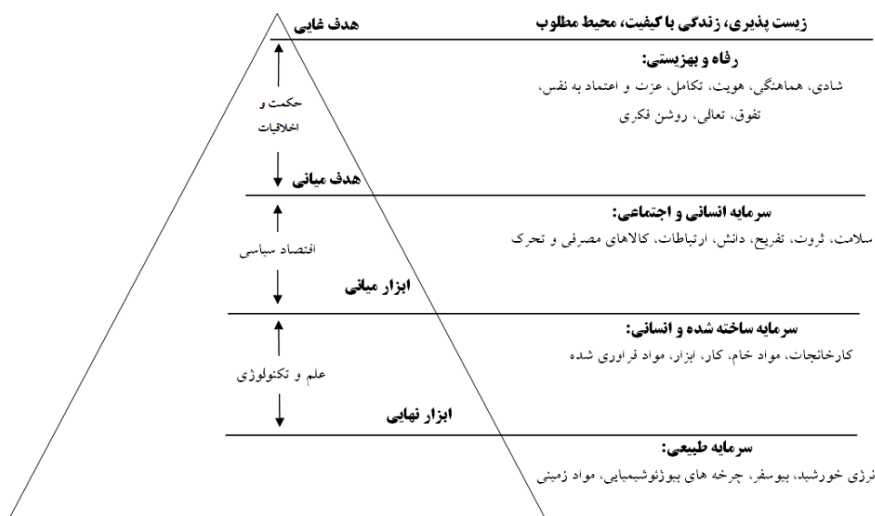 زیست پذیری، زندگی با کیفیت، محیط مطلوب
هدف غایی
رفاه و بهزیستی:
شادی، هماهنگی، هویت، تکامل، عزت و اعتماد به نفس،
تفوق، تعالی، روشن فکری
حکمت و
اخلاقیات
هدف میانی
سرمایه انسانی و اجتماعی:
سلامت، ثروت، تفریح، دانش، ارتباطات، کالاهای مصرفی و تحرک
اقتصاد سیاسی
ابزار میانی
سرمایه ساخته شده و انسانی:
کارخانجات، مواد خام، کار، ابزار، مواد فراوری شده
علم و تکنولوژی
ابزار نهایی
سرمایه طبیعی:
نرژی خورشید، بیوسفر، چرخه های بیوژئوشیمیایی، مواد زمینی